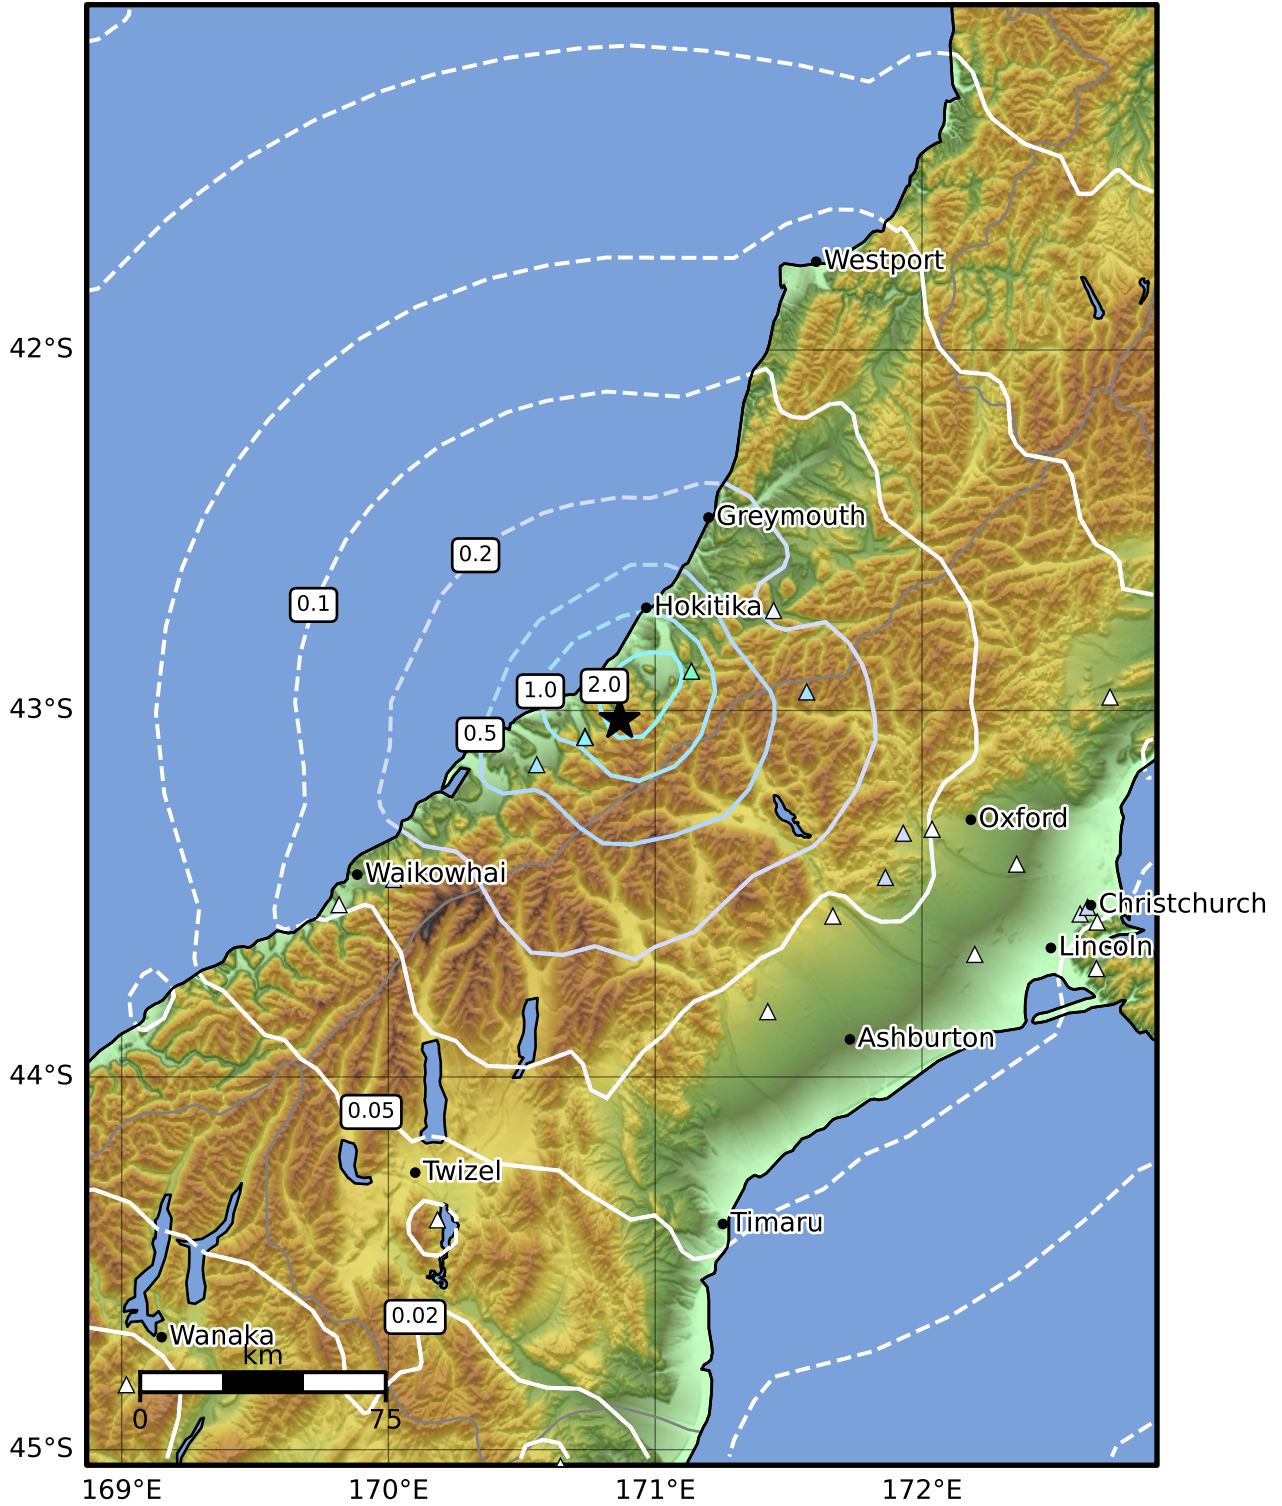 Westport
42°S
Greymouth
0.2
0.1
Hokitika
1.0
2.0
43°S
0.5
Oxford
Waikowhai
Christchurch
Lincoln
Ashburton
44°S
0.05
Twizel
Timaru
0.02
Wanaka
km
0
75
45°S
169°E
170°E
171°E
172°E